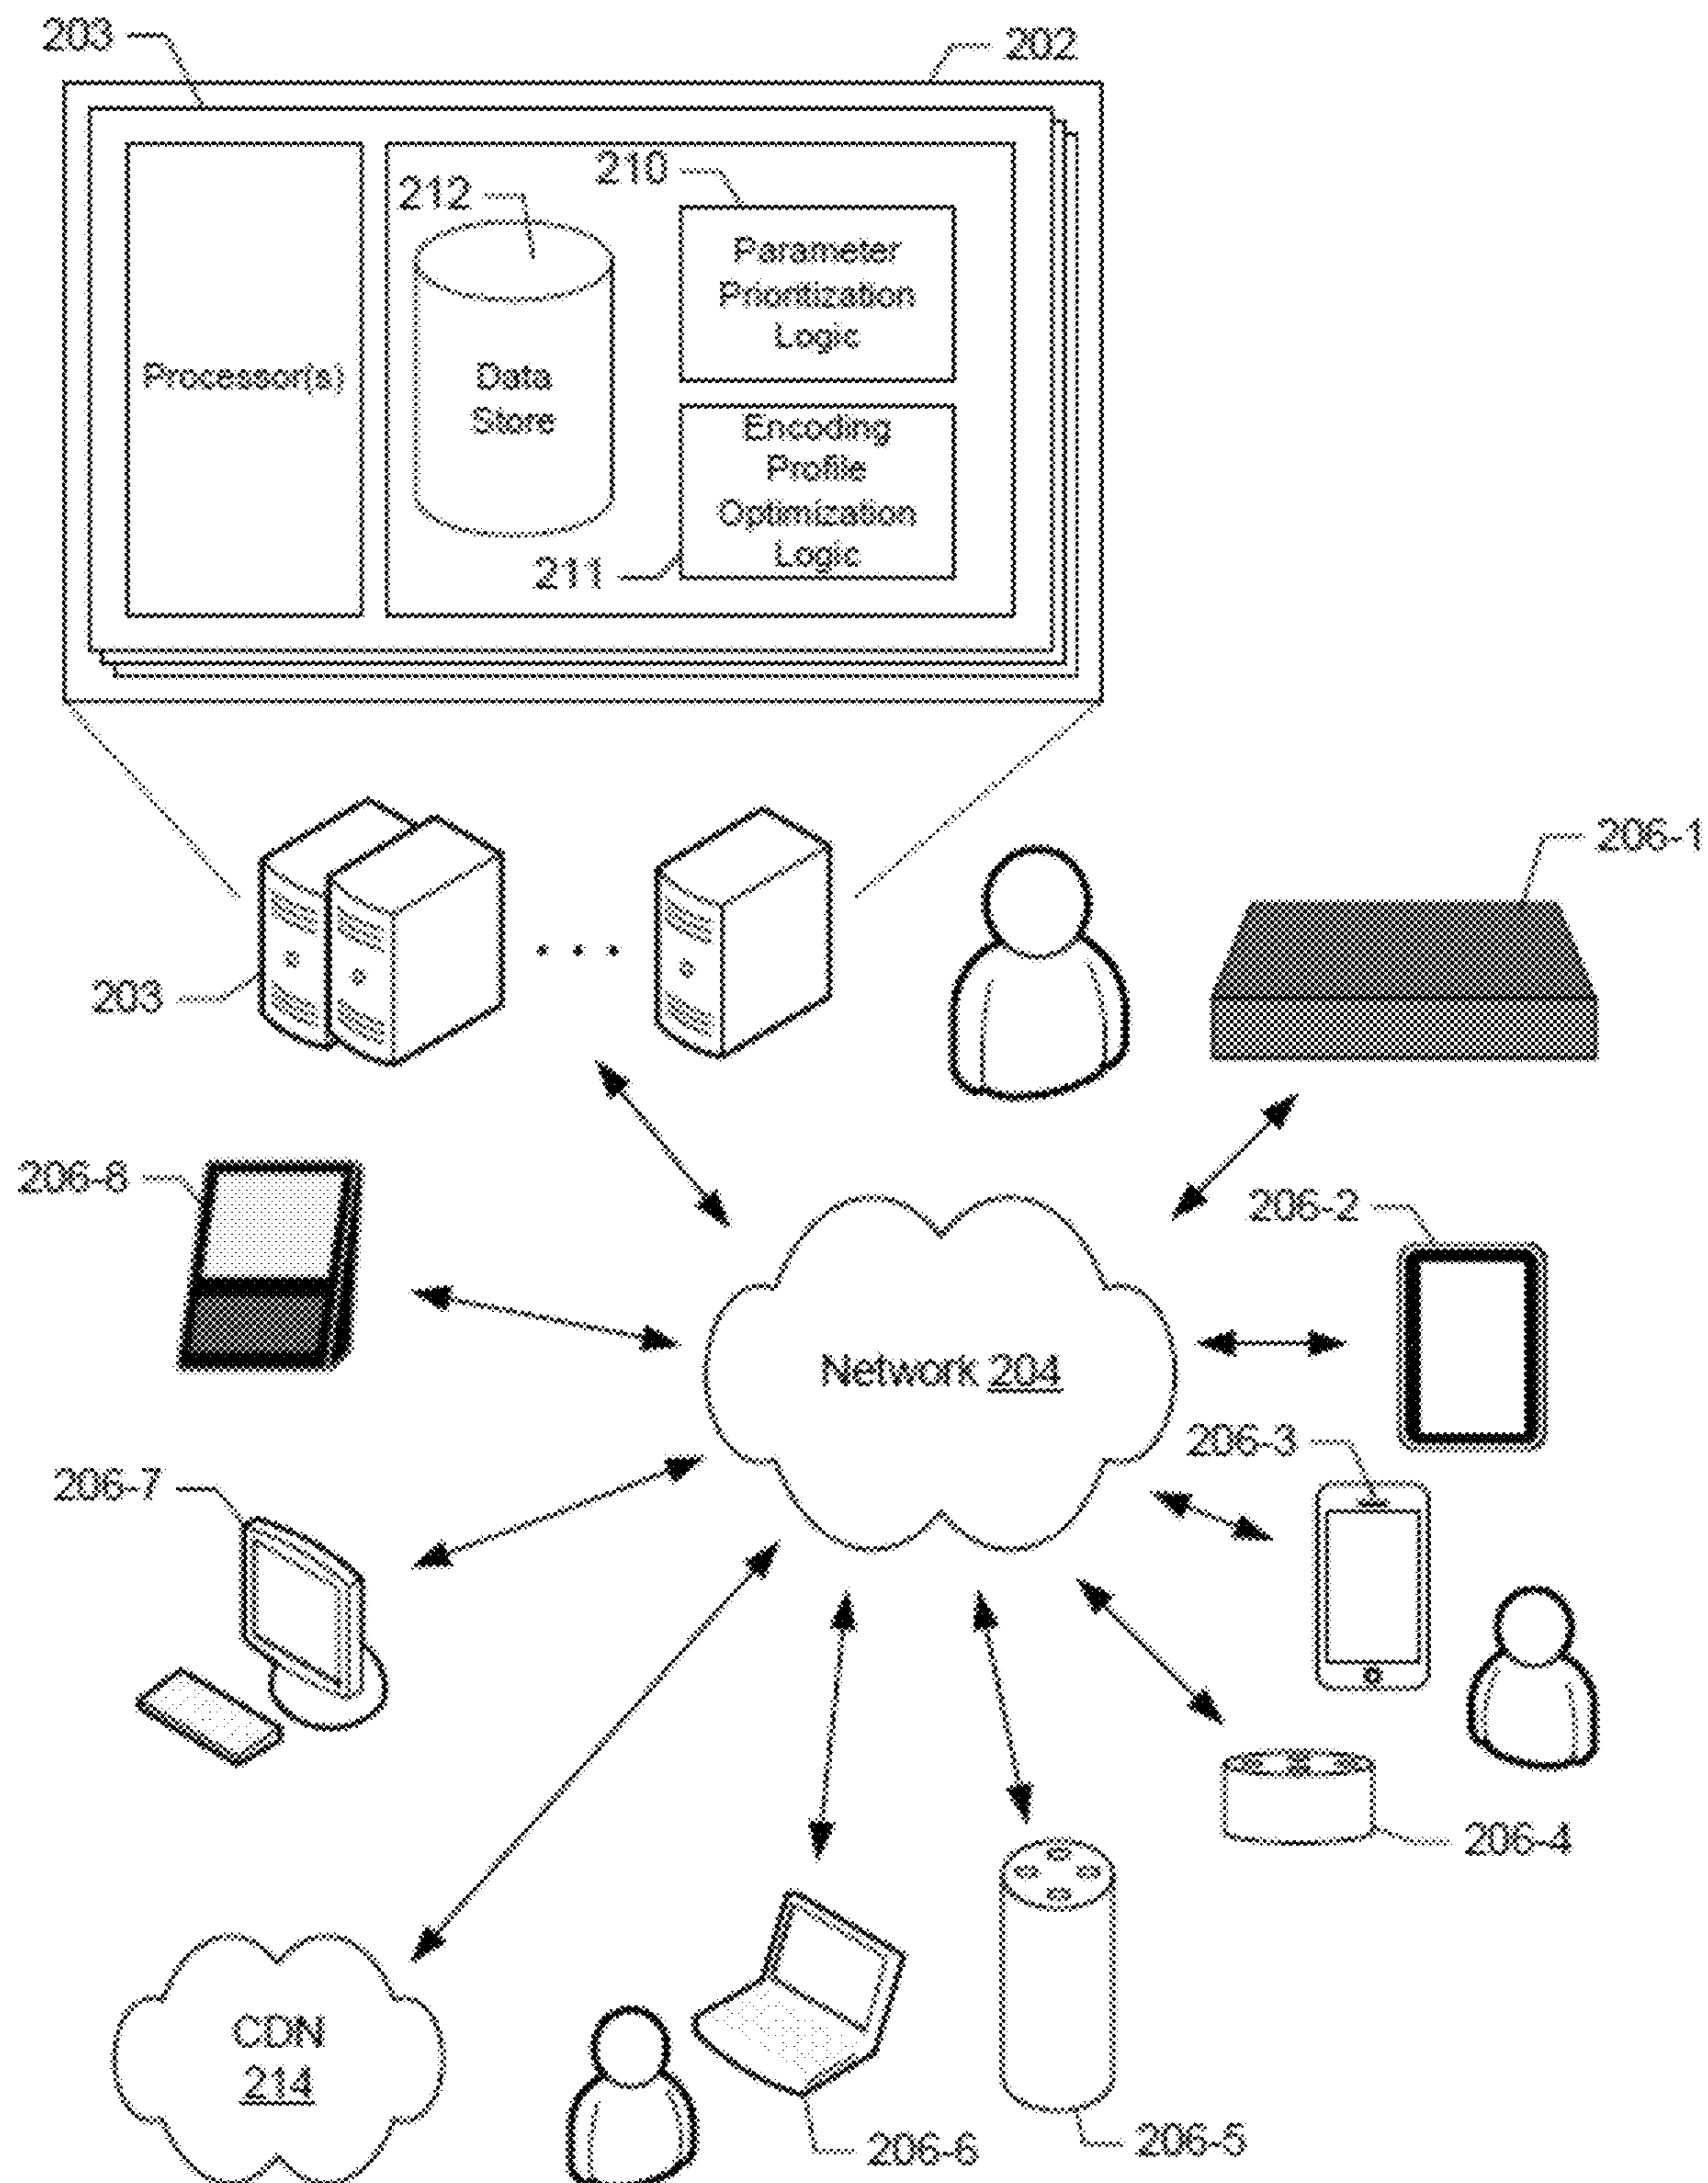 203
202
210
212
Parameter
Prioritization
Logic
Processor(s)
Data
Store
Encoding
Profile
Optimization
Logic
211
206-1
203
206-8
206-2
Network 204
206-3
206-7
206-4
CDN
214
206-6
206-5